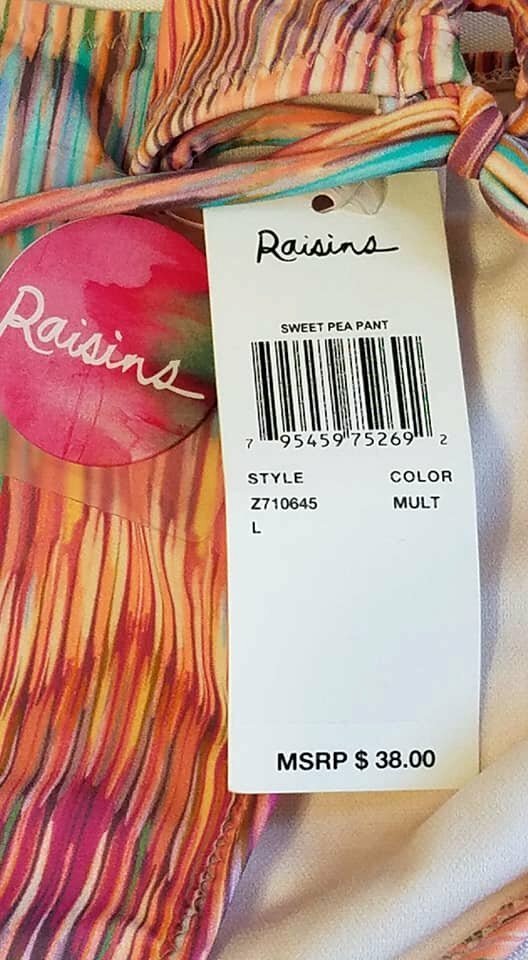 Raisins
Raisins
SWEET PEA PANT
7 95459 75269 2
STYLE COLOR
Z710645 MULT
L
MSRP $ 38.00